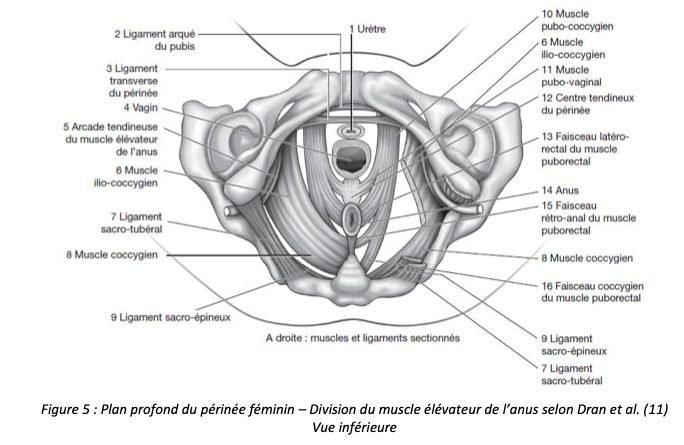 1 Urètre
2 Ligament arqué
du pubis
3 Ligament
transverse
du périnée
4 Vagin
5 Arcade tendineuse
du muscle élévateur
de l'anus
6 Muscle
ilio-coccygien
7 Ligament
sacro-tubéral
8 Muscle coccygien
9 Ligament sacro-épineux
10 Muscle
pubo-coccygien
6 Muscle
ilio-coccygien
11 Muscle
pubo-vaginal
12 Centre tendineux
du périnée
13 Faisceau latéro-
rectal du muscle
puborectal
14 Anus
15 Faisceau
rétro-anal du muscle
puborectal
8 Muscle coccygien
16 Faisceau coccygien
du muscle puborectal
9 Ligament
sacro-épineux
7 Ligament
sacro-tubéral
A droite : muscles et ligaments sectionnés
Figure 5 : Plan profond du périnée féminin – Division du muscle élévateur de l'anus selon Dran et al. (11)
Vue inférieure